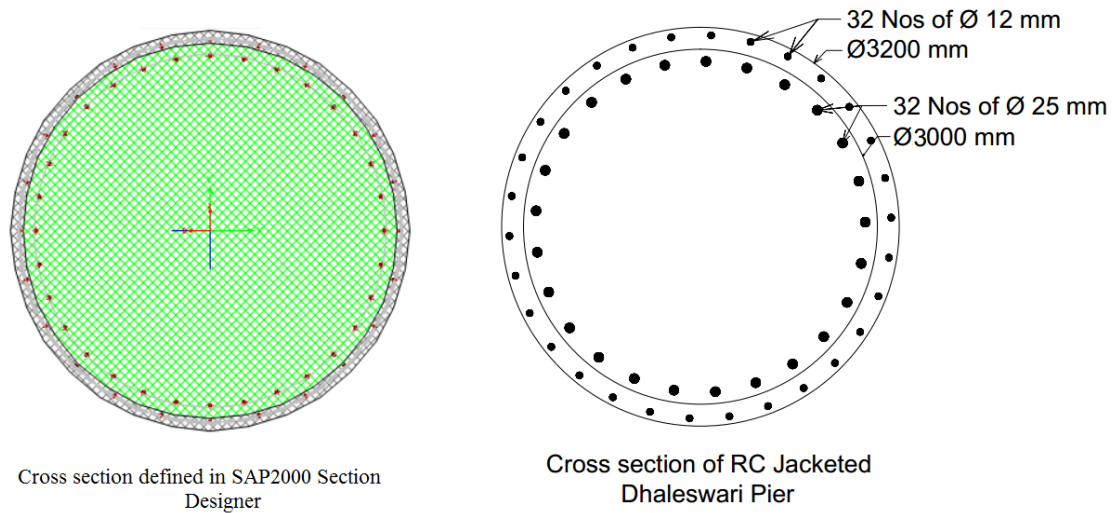 32 Nos of Ø 12 mm
Ø3200 mm
32 Nos of Ø 25 mm
Ø3000 mm
Cross section defined in SAP2000 Section
Designer
Cross section of RC Jacketed
Dhaleswari Pier